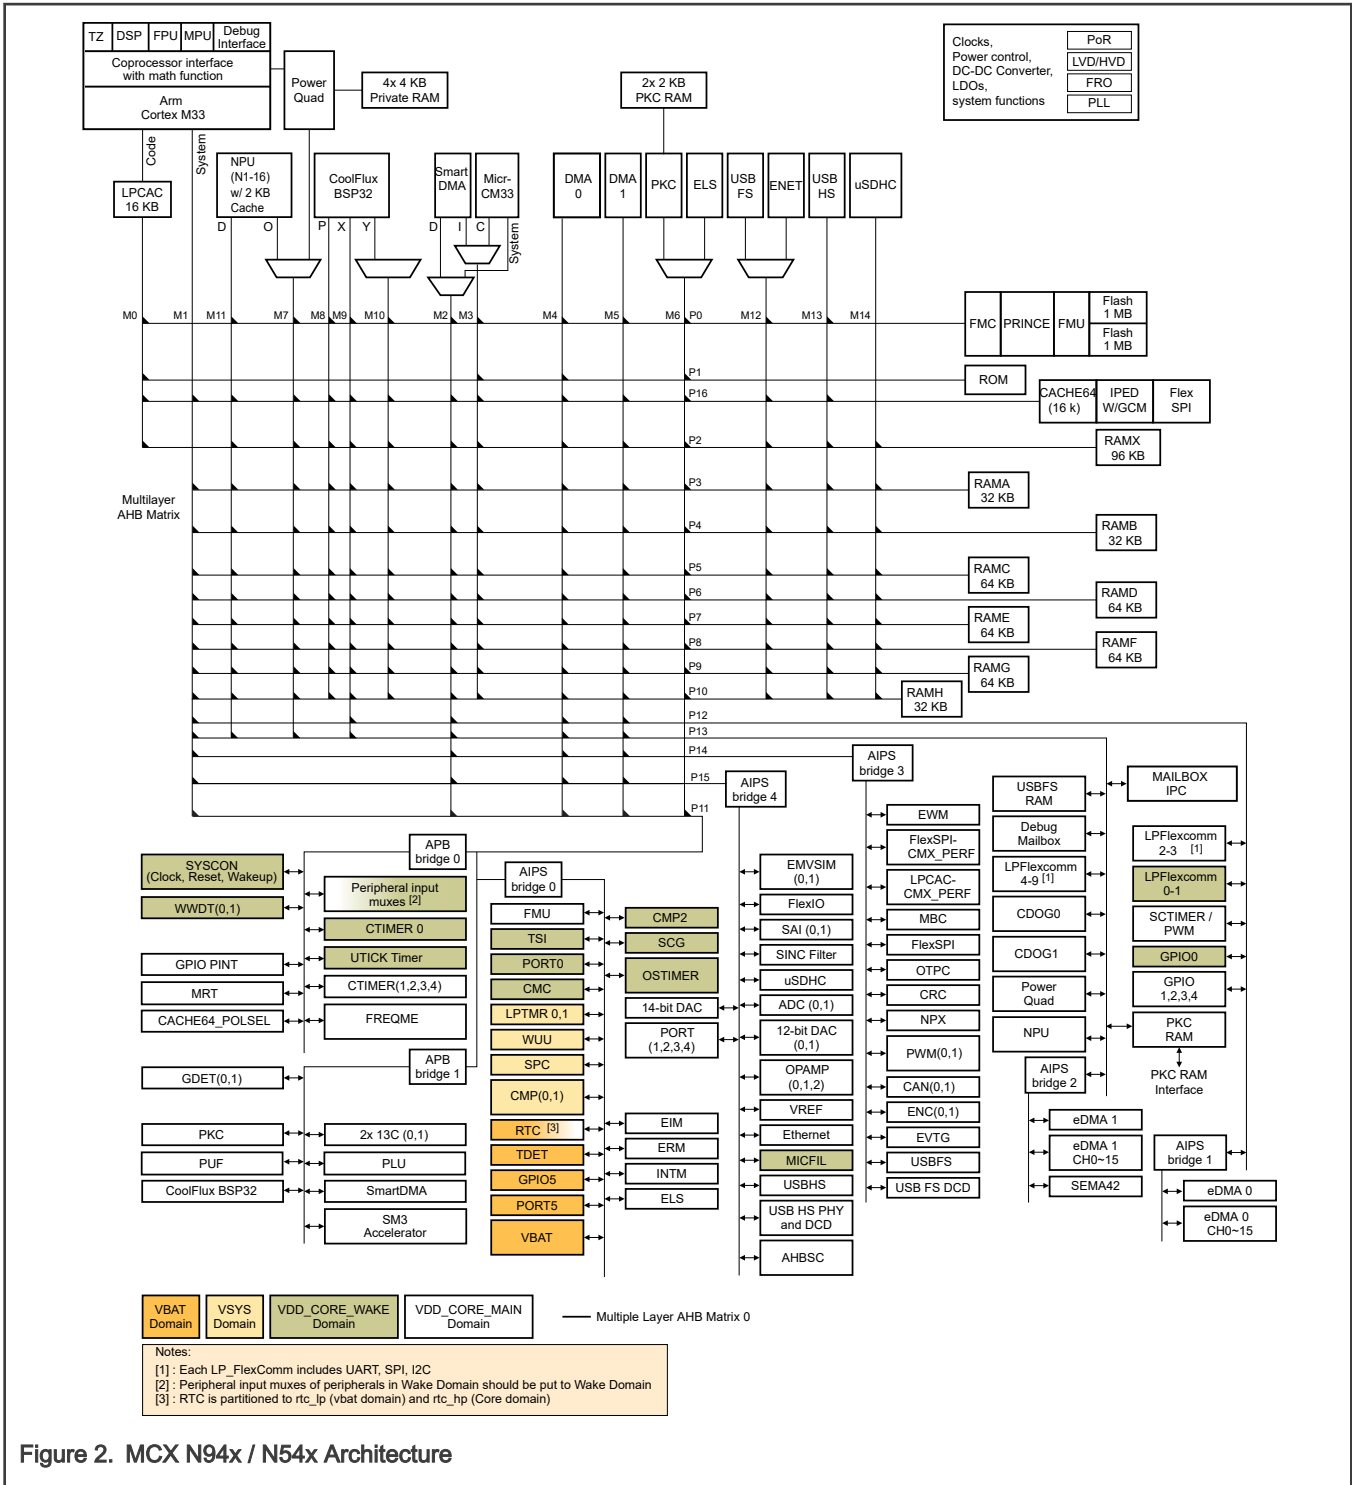 TZ
DSP
FPU
MPU
Debug
Interface
Coprocessor interface
with math function
Arm
Cortex M33
Power
Quad
4x 4 KB
Private RAM
2x 2 KB
PKC RAM
Clocks,
Power control,
DC-DC Converter,
LDOs,
system functions
PoR
LVD/HVD
FRO
PLL
Code
System
LPCAC
16 KB
NPU
(N1-16)
w/ 2 KB
Cache
CoolFlux
BSP32
Smart
DMA
Micr-
CM33
DMA
0
DMA
1
PKC
ELS
USB
FS
ENET
USB
HS
uSDHC
D
O
P
X
Y
D
I
C
System
M0
M1
M11
M7
M8
M9
M10
M2
M3
M4
M5
M6
P0
M12
M13
M14
FMC
PRINCE
FMU
Flash
1 MB
Flash
1 MB
P1
ROM
P16
CACHE64
(16 k)
IPED
W/GCM
Flex
SPI
P2
RAMX
96 KB
Multilayer
AHB Matrix
P3
RAMA
32 KB
P4
RAMB
32 KB
P5
RAMC
64 KB
P6
RAMD
64 KB
P7
RAME
64 KB
P8
RAMF
64 KB
P9
RAMG
64 KB
P10
RAMH
32 KB
P12
P13
P14
P15
P11
AIPS
bridge 3
AIPS
bridge 4
APB
bridge 0
AIPS
bridge 0
SYSCON
(Clock, Reset, Wakeup)
WWDT(0,1)
GPIO PINT
MRT
CACHE64_POLSEL
Peripheral input
muxes [2]
CTIMER 0
UTICK Timer
CTIMER(1,2,3,4)
FREQME
APB
bridge 1
GDET(0,1)
PKC
PUF
CoolFlux BSP32
2x 13C (0,1)
PLU
SmartDMA
SM3
Accelerator
FMU
TSI
PORT0
CMC
LPTMR 0,1
WUU
SPC
CMP(0,1)
RTC [3]
TDET
GPIO5
PORT5
VBAT
CMP2
SCG
OSTIMER
14-bit DAC
PORT
(1,2,3,4)
EIM
ERM
INTM
ELS
EMVSIM
(0,1)
FlexIO
SAI (0,1)
SINC Filter
uSDHC
ADC (0,1)
12-bit DAC
(0,1)
OPAMP
(0,1,2)
VREF
Ethernet
MICFIL
USBHS
USB HS PHY
and DCD
AHBSC
EWM
FlexSPI-
CMX_PERF
LPCAC-
CMX_PERF
MBC
FlexSPI
OTPC
CRC
NPX
PWM(0,1)
CAN(0,1)
ENC(0,1)
EVTG
USBFS
USB FS DCD
USBFS
RAM
Debug
Mailbox
LPFlexcomm
4-9 [1]
CDOG0
CDOG1
Power
Quad
NPU
AIPS
bridge 2
eDMA 1
eDMA 1
CH0~15
SEMA42
MAILBOX
IPC
LPFlexcomm
2-3 [1]
LPFlexcomm
0-1
SCTIMER /
PWM
GPIO0
GPIO
1,2,3,4
PKC
RAM
PKC RAM
Interface
AIPS
bridge 1
eDMA 0
eDMA 0
CH0~15
VBAT
Domain
VSYS
Domain
VDD_CORE_WAKE
Domain
VDD_CORE_MAIN
Domain
Multiple Layer AHB Matrix 0
Notes:
[1] : Each LP_FlexComm includes UART, SPI, I2C
[2] : Peripheral input muxes of peripherals in Wake Domain should be put to Wake Domain
[3] : RTC is partitioned to rtc_lp (vbat domain) and rtc_hp (Core domain)
Figure 2. MCX N94x / N54x Architecture